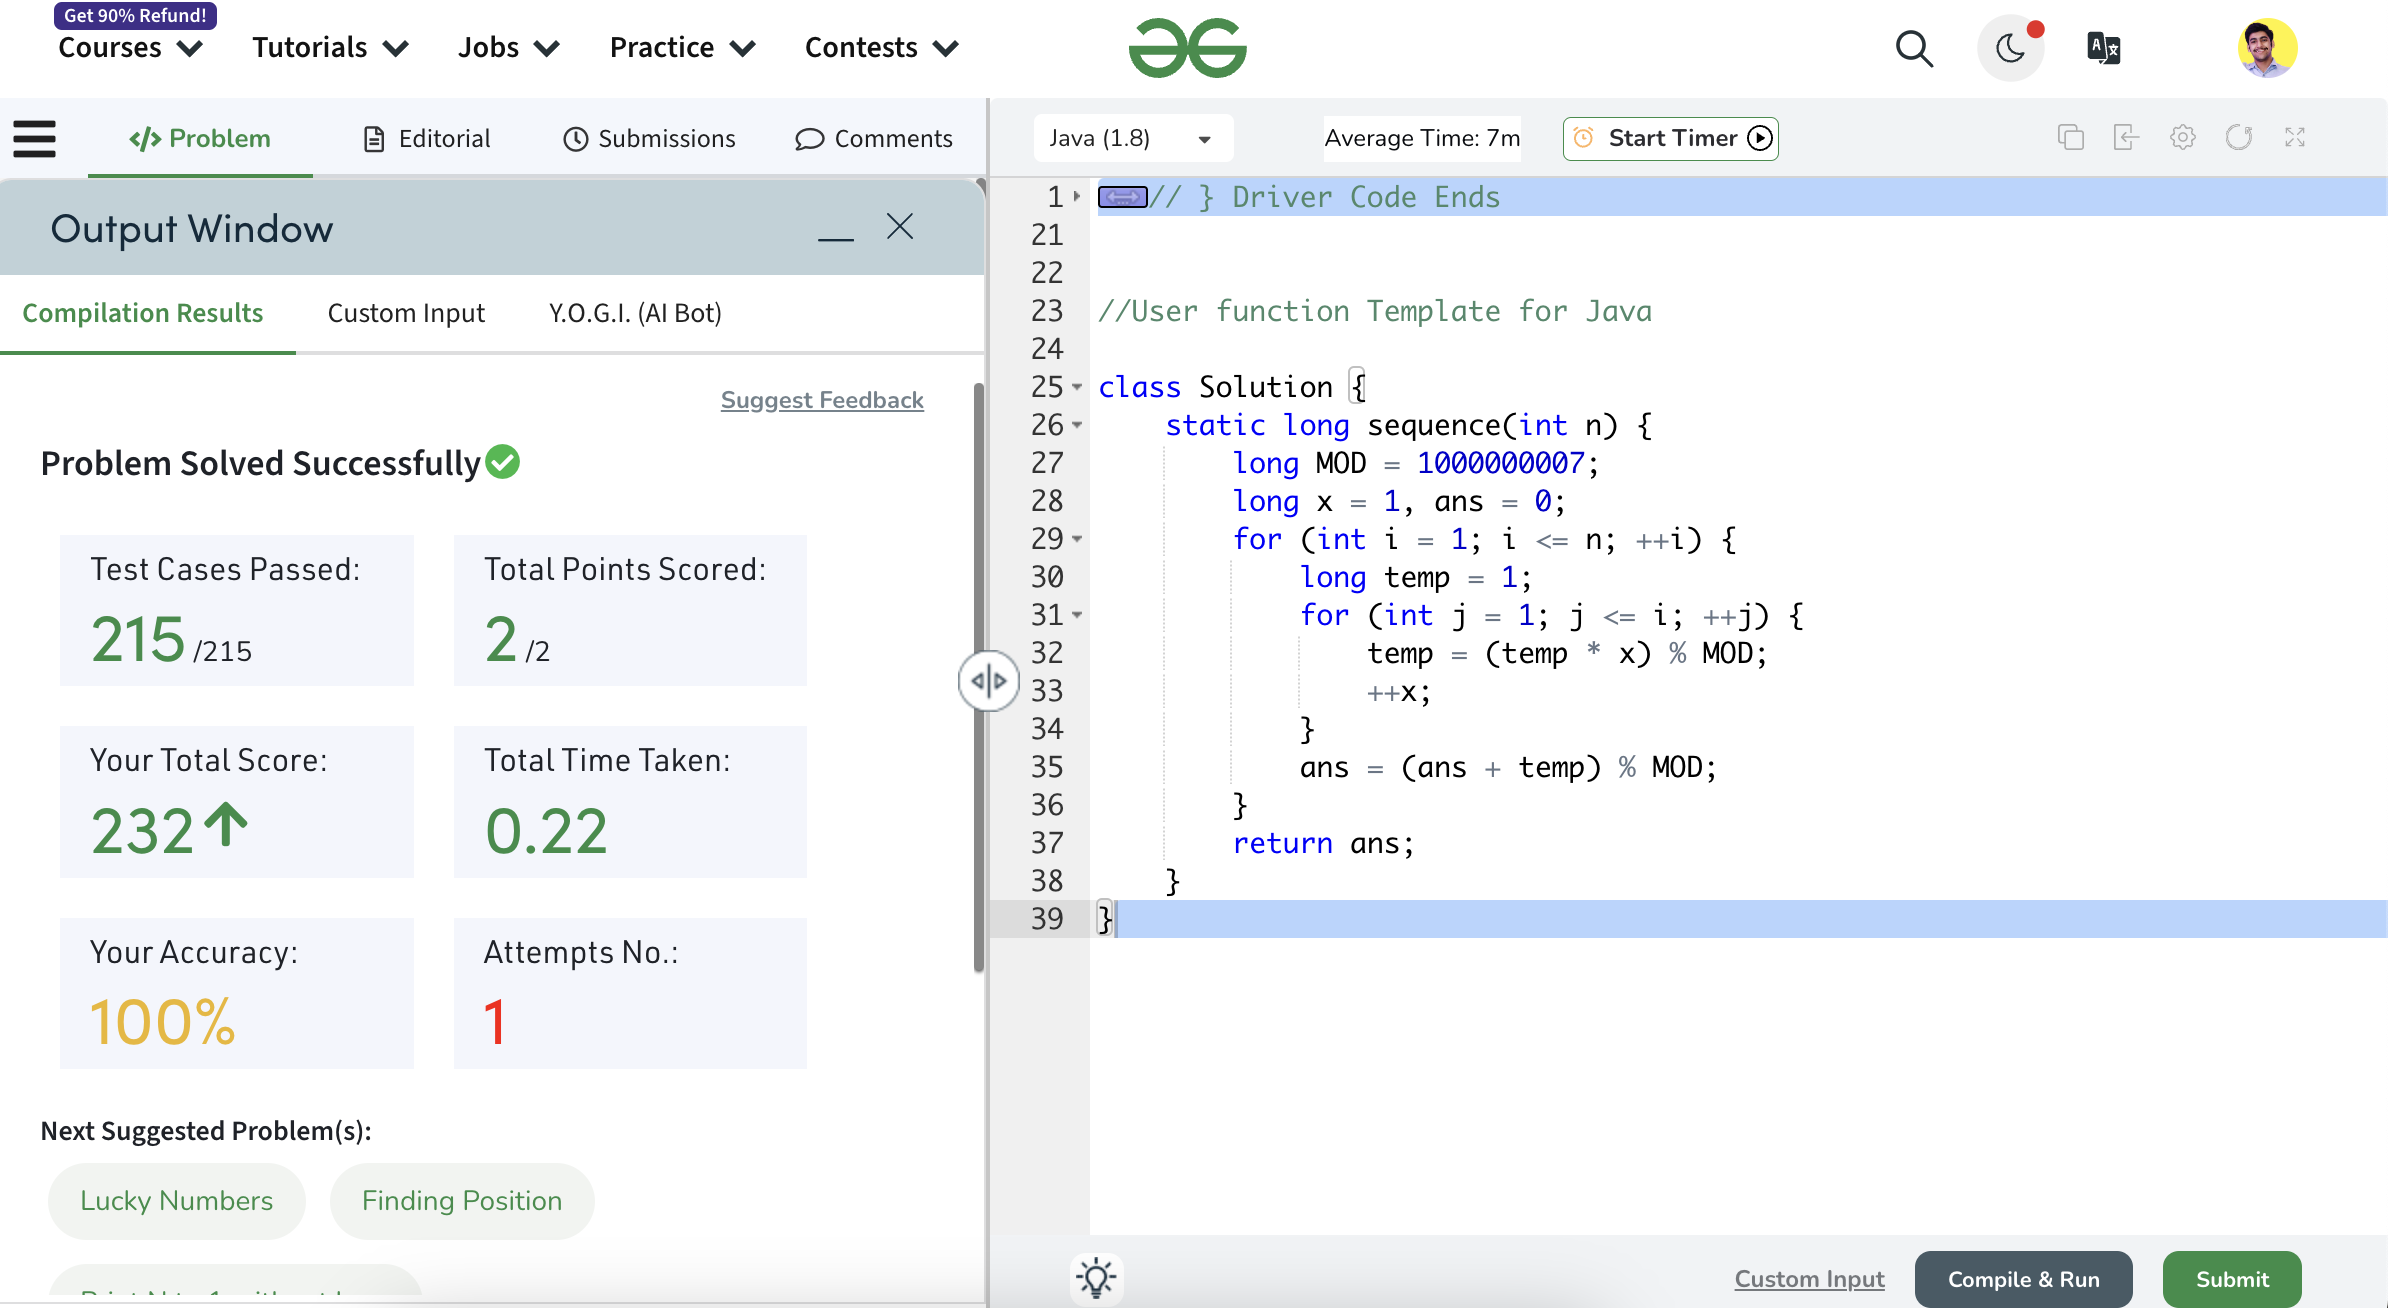 Get 90% Refund!
Courses Tutorials Jobs Practice Contests
Problem Editorial Submissions Comments
Output Window
Compilation Results Custom Input Y.O.G.I. (AI Bot)
Suggest Feedback
Problem Solved Successfully
Test Cases Passed:
215 /215
Total Points Scored:
2 /2
Your Total Score:
232
Total Time Taken:
0.22
Your Accuracy:
100%
Attempts No.:
1
Next Suggested Problem(s):
Lucky Numbers Finding Position
Java (1.8) Average Time: 7m Start Timer
1 // } Driver Code Ends
21
22
23 //User function Template for Java
24
25 class Solution {
26     static long sequence(int n) {
27         long MOD = 1000000007;
28         long x = 1, ans = 0;
29         for (int i = 1; i <= n; ++i) {
30             long temp = 1;
31             for (int j = 1; j <= i; ++j) {
32                 temp = (temp * x) % MOD;
33                 ++x;
34             }
35             ans = (ans + temp) % MOD;
36         }
37         return ans;
38     }
39 }
Custom Input Compile & Run Submit